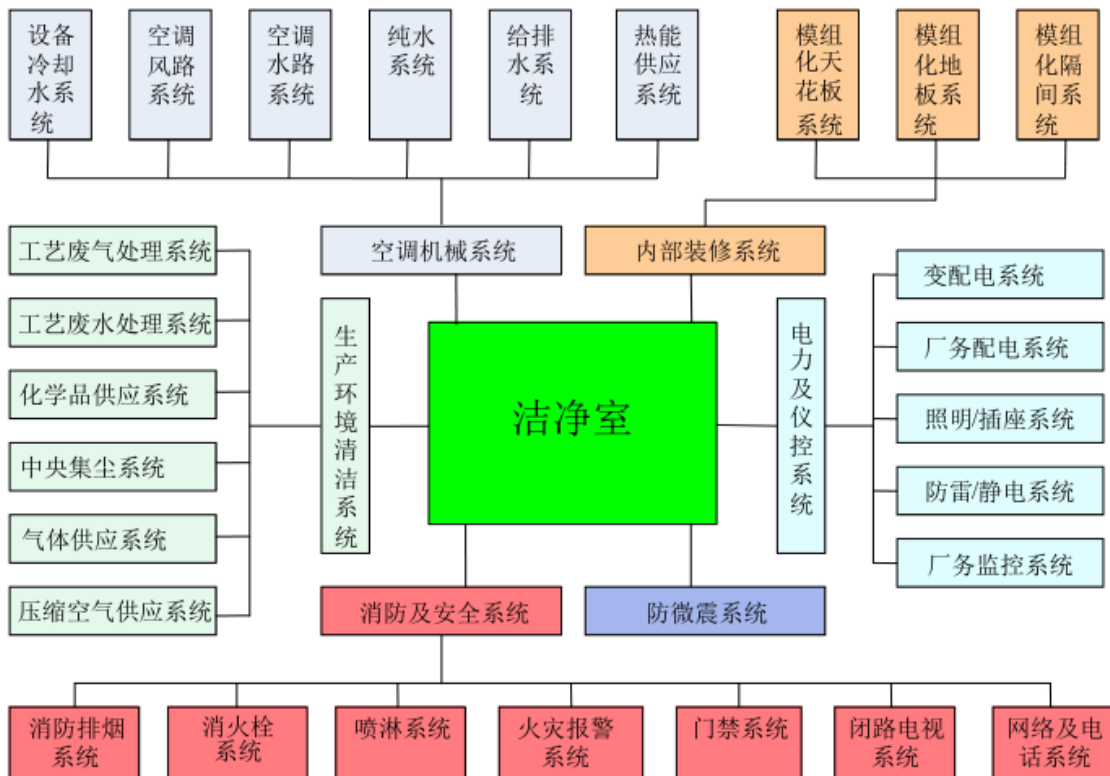 设备
冷却
水系
统
空调
风路
系统
空调
水路
系统
纯水
系统
给排
水系
统
热能
供应
系统
模组
化天
花板
系统
模组
化地
板系
统
模组
化隔
间系
统
空调机械系统
内部装修系统
工艺废气处理系统
工艺废水处理系统
化学品供应系统
中央集尘系统
气体供应系统
压缩空气供应系统
生
产
环
境
清
洁
系
统
洁净室
电
力
及
仪
控
系
统
变配电系统
厂务配电系统
照明/插座系统
防雷/静电系统
厂务监控系统
消防及安全系统
防微震系统
消防排烟
系统
消火栓
系统
喷淋系统
火灾报警
系统
门禁系统
闭路电视
系统
网络及电
话系统